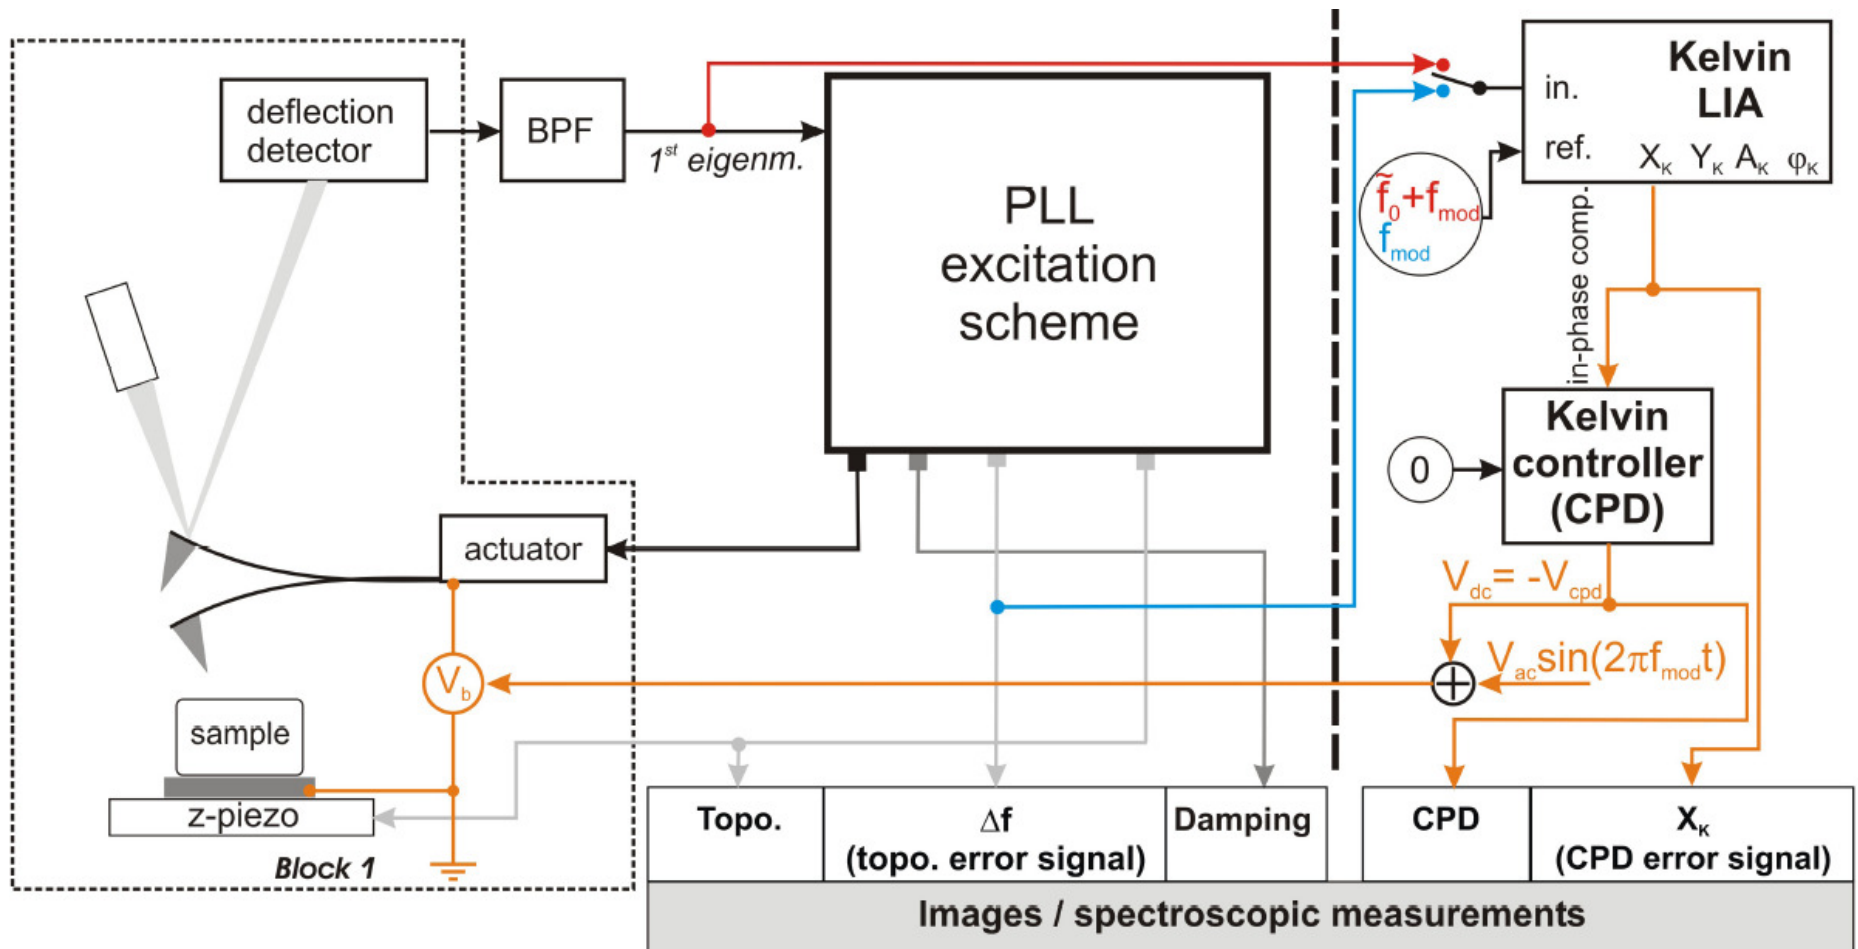 deflection
detector
BPF
1st eigenm.
PLL
excitation
scheme
Kelvin
LIA
in.
ref.
XK YK AK φK
f̃0+fmod
fmod
in-phase comp.
Kelvin
controller
(CPD)
0
actuator
Vdc= -Vcpd
Vacsin(2πfmodt)
Vb
sample
z-piezo
Block 1
Topo.
Δf
(topo. error signal)
Damping
CPD
XK
(CPD error signal)
Images / spectroscopic measurements